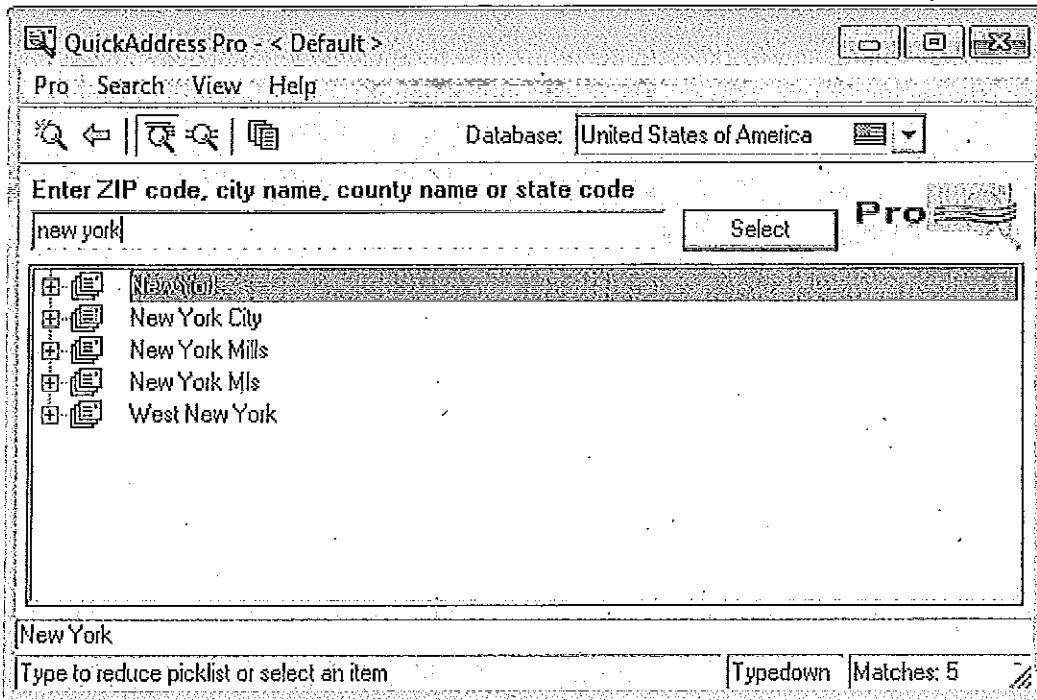 QuickAddress Pro - < Default >
Pro Search View Help
Database: United States of America
Enter ZIP code, city name, county name or state code
new york
Select
Pro
New York
New York City
New York Mills
New York Mls
West New York
New York
Type to reduce picklist or select an item
Typedown
Matches: 5